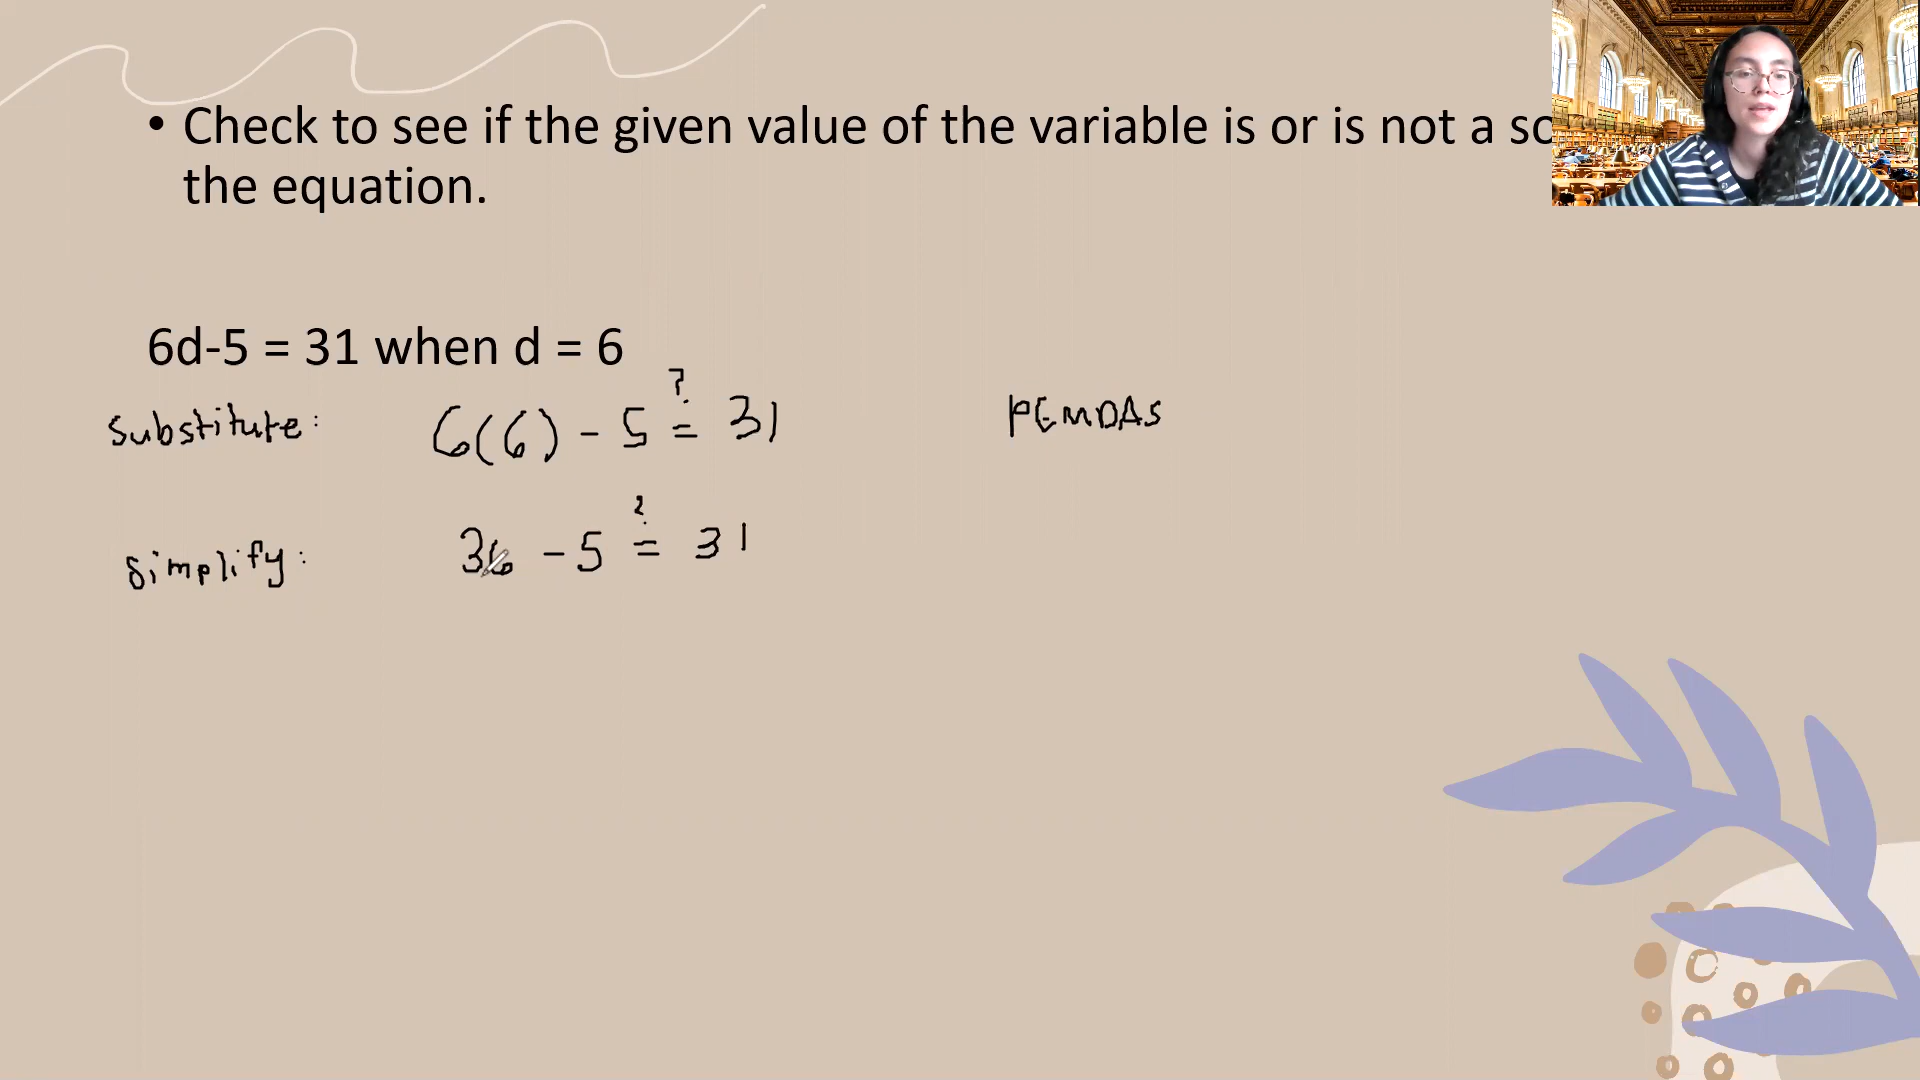 • Check to see if the given value of the variable is or is not a
the equation.
6d-5 = 31 when d = 6
substitute: 6(6) - 5 ?= 31 PEMDAS
simplify: 36 - 5 ?= 31